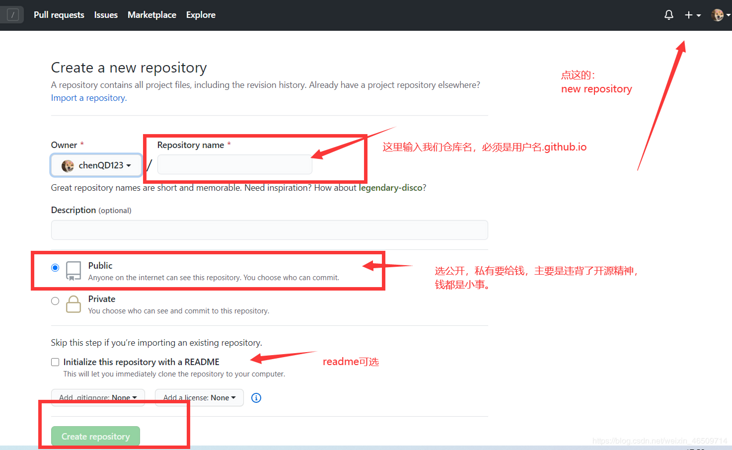 / Pull requests Issues Marketplace Explore
Create a new repository
A repository contains all project files, including the revision history. Already have a project repository elsewhere?
Import a repository.
点这的：
new repository
Owner * Repository name *
chenQD123 /
这里输入我们仓库名，必须是用户名.github.io
Great repository names are short and memorable. Need inspiration? How about legendary-disco?
Description (optional)
Public
Anyone on the internet can see this repository. You choose who can commit.
选公开，私有要给钱，主要是违背了开源精神，
钱都是小事。
Private
You choose who can see and commit to this repository.
Skip this step if you're importing an existing repository.
Initialize this repository with a README
This will let you immediately clone the repository to your computer.
readme可选
Add .gitignore: None Add a license: None
Create repository